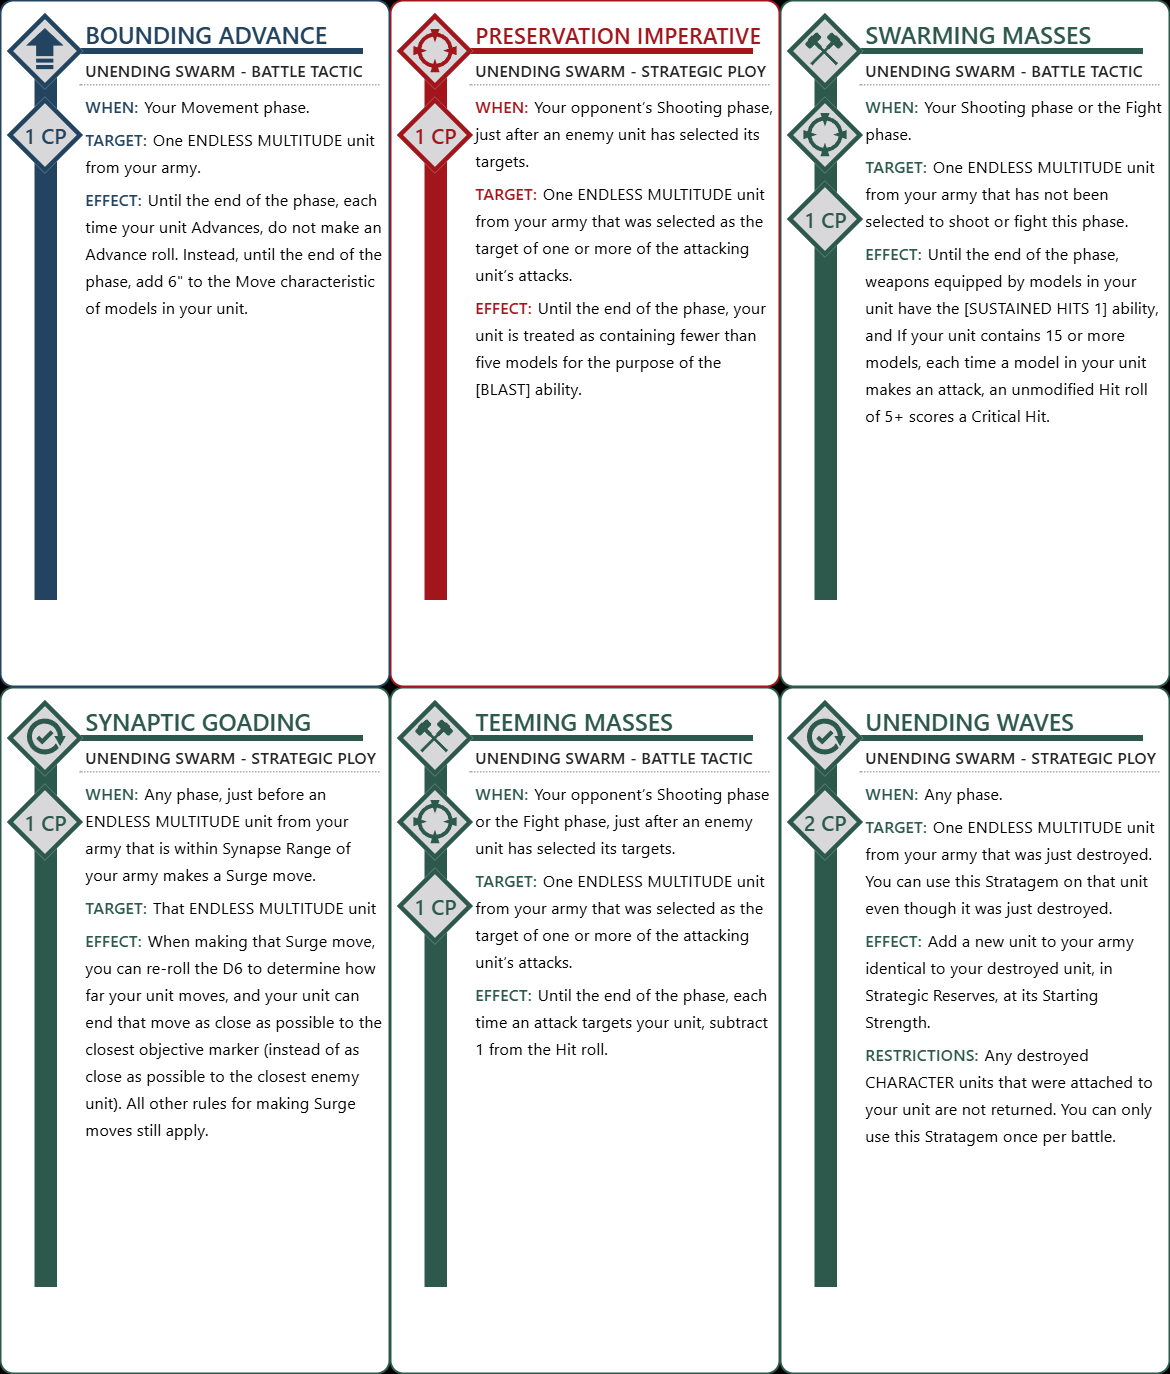 BOUNDING ADVANCE
UNENDING SWARM - BATTLE TACTIC
1 CP
WHEN: Your Movement phase.
TARGET: One ENDLESS MULTITUDE unit
from your army.
EFFECT: Until the end of the phase, each
time your unit Advances, do not make an
Advance roll. Instead, until the end of the
phase, add 6" to the Move characteristic
of models in your unit.
PRESERVATION IMPERATIVE
UNENDING SWARM - STRATEGIC PLOY
1 CP
WHEN: Your opponent's Shooting phase,
just after an enemy unit has selected its
targets.
TARGET: One ENDLESS MULTITUDE unit
from your army that was selected as the
target of one or more of the attacking
unit's attacks.
EFFECT: Until the end of the phase, your
unit is treated as containing fewer than
five models for the purpose of the
[BLAST] ability.
SWARMING MASSES
UNENDING SWARM - BATTLE TACTIC
1 CP
WHEN: Your Shooting phase or the Fight
phase.
TARGET: One ENDLESS MULTITUDE unit
from your army that has not been
selected to shoot or fight this phase.
EFFECT: Until the end of the phase,
weapons equipped by models in your
unit have the [SUSTAINED HITS 1] ability,
and If your unit contains 15 or more
models, each time a model in your unit
makes an attack, an unmodified Hit roll
of 5+ scores a Critical Hit.
SYNAPTIC GOADING
UNENDING SWARM - STRATEGIC PLOY
1 CP
WHEN: Any phase, just before an
ENDLESS MULTITUDE unit from your
army that is within Synapse Range of
your army makes a Surge move.
TARGET: That ENDLESS MULTITUDE unit
EFFECT: When making that Surge move,
you can re-roll the D6 to determine how
far your unit moves, and your unit can
end that move as close as possible to the
closest objective marker (instead of as
close as possible to the closest enemy
unit). All other rules for making Surge
moves still apply.
TEEMING MASSES
UNENDING SWARM - BATTLE TACTIC
1 CP
WHEN: Your opponent's Shooting phase
or the Fight phase, just after an enemy
unit has selected its targets.
TARGET: One ENDLESS MULTITUDE unit
from your army that was selected as the
target of one or more of the attacking
unit's attacks.
EFFECT: Until the end of the phase, each
time an attack targets your unit, subtract
1 from the Hit roll.
UNENDING WAVES
UNENDING SWARM - STRATEGIC PLOY
2 CP
WHEN: Any phase.
TARGET: One ENDLESS MULTITUDE unit
from your army that was just destroyed.
You can use this Stratagem on that unit
even though it was just destroyed.
EFFECT: Add a new unit to your army
identical to your destroyed unit, in
Strategic Reserves, at its Starting
Strength.
RESTRICTIONS: Any destroyed
CHARACTER units that were attached to
your unit are not returned. You can only
use this Stratagem once per battle.